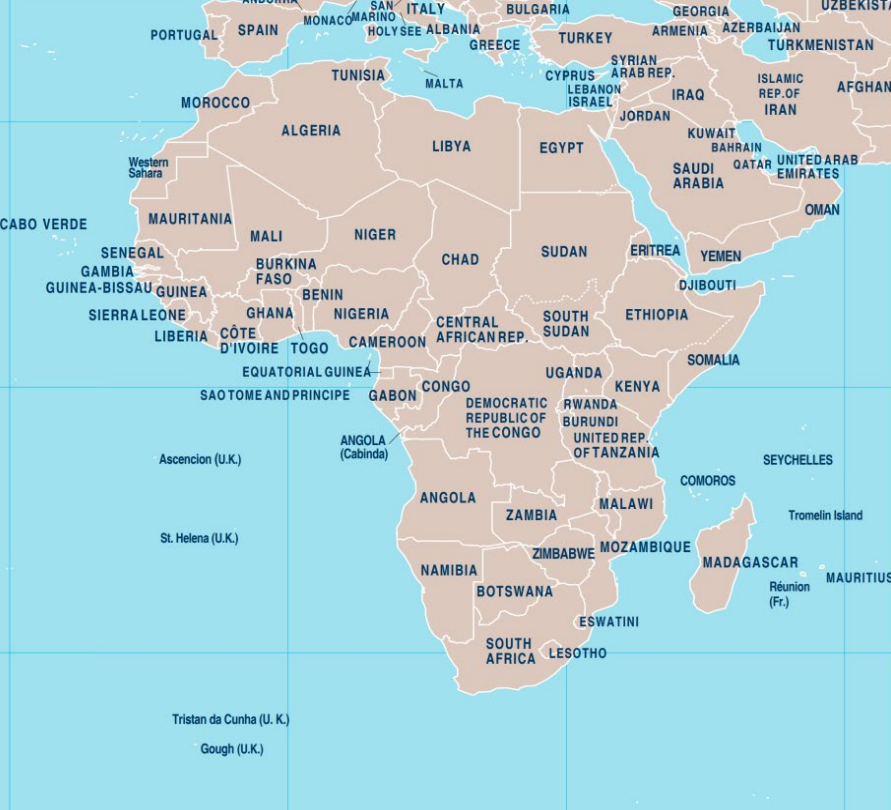 ANDORRA
SAN
MARINO
MONACO
ITALY
BULGARIA
GEORGIA
UZBEKISTA
PORTUGAL
SPAIN
HOLY SEE
ALBANIA
GREECE
TURKEY
ARMENIA
AZERBAIJAN
TURKMENISTAN
TUNISIA
MALTA
CYPRUS
SYRIAN
ARAB REP.
LEBANON
ISRAEL
IRAQ
ISLAMIC
REP. OF
IRAN
AFGHAN
MOROCCO
JORDAN
ALGERIA
LIBYA
EGYPT
KUWAIT
BAHRAIN
QATAR
UNITED ARAB
EMIRATES
SAUDI
ARABIA
Western
Sahara
OMAN
CABO VERDE
MAURITANIA
MALI
NIGER
CHAD
SUDAN
ERITREA
YEMEN
SENEGAL
GAMBIA
GUINEA-BISSAU
GUINEA
BURKINA
FASO
BENIN
DJIBOUTI
SIERRA LEONE
GHANA
NIGERIA
CENTRAL
AFRICAN REP.
SOUTH
SUDAN
ETHIOPIA
LIBERIA
CÔTE
D'IVOIRE
TOGO
CAMEROON
SOMALIA
EQUATORIAL GUINEA
SAO TOME AND PRINCIPE
GABON
CONGO
UGANDA
KENYA
DEMOCRATIC
REPUBLIC OF
THE CONGO
RWANDA
BURUNDI
UNITED REP.
OF TANZANIA
ANGOLA
(Cabinda)
Ascencion (U.K.)
SEYCHELLES
COMOROS
ANGOLA
ZAMBIA
MALAWI
Tromelin Island
St. Helena (U.K.)
ZIMBABWE
MOZAMBIQUE
MADAGASCAR
NAMIBIA
BOTSWANA
Réunion
(Fr.)
MAURITIUS
ESWATINI
SOUTH
AFRICA
LESOTHO
Tristan da Cunha (U. K.)
Gough (U.K.)